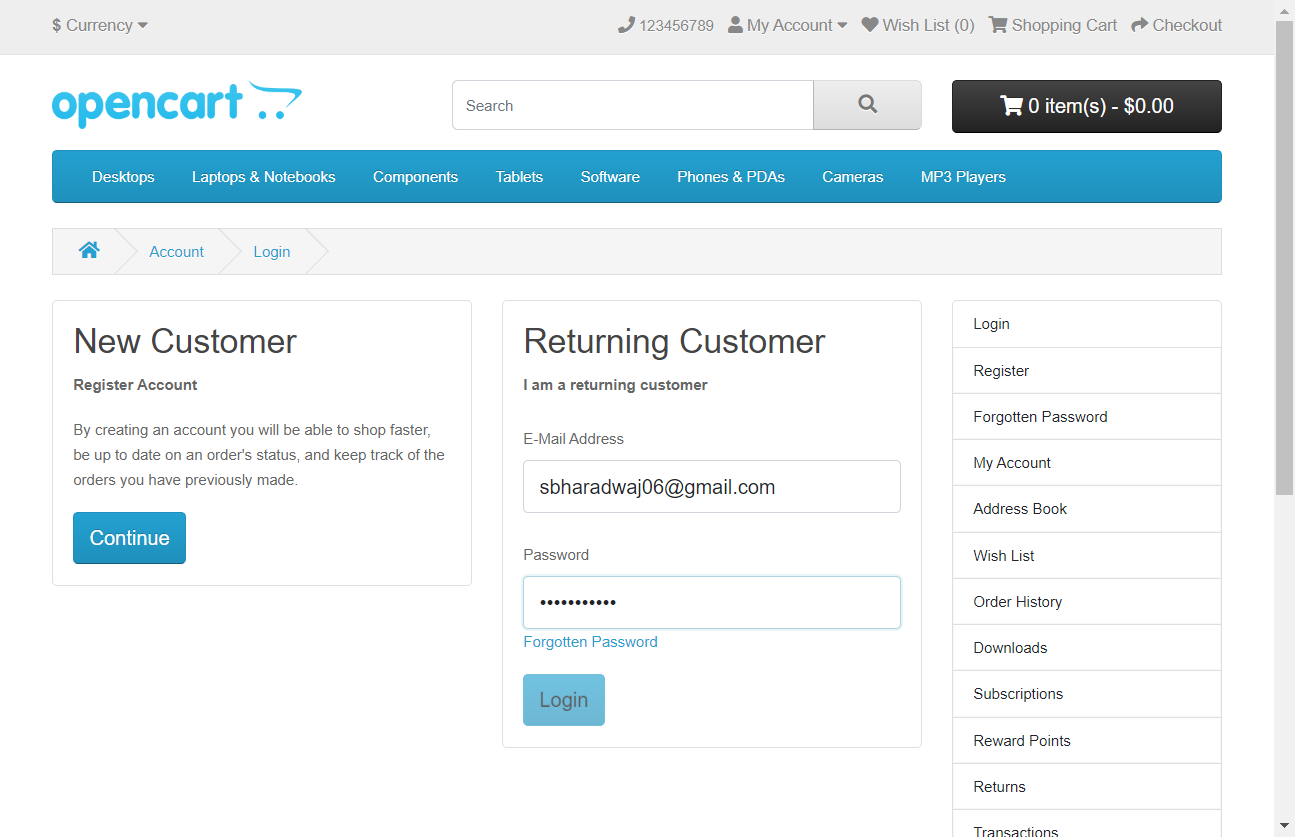 $ Currency
123456789 My Account Wish List (0) Shopping Cart Checkout
opencart
Search
0 item(s) - $0.00
Desktops Laptops & Notebooks Components Tablets Software Phones & PDAs Cameras MP3 Players
Account Login
New Customer
Register Account
By creating an account you will be able to shop faster,
be up to date on an order's status, and keep track of the
orders you have previously made.
Continue
Returning Customer
I am a returning customer
E-Mail Address
sbharadwaj06@gmail.com
Password
•••••••••••
Forgotten Password
Login
Login
Register
Forgotten Password
My Account
Address Book
Wish List
Order History
Downloads
Subscriptions
Reward Points
Returns
Transactions